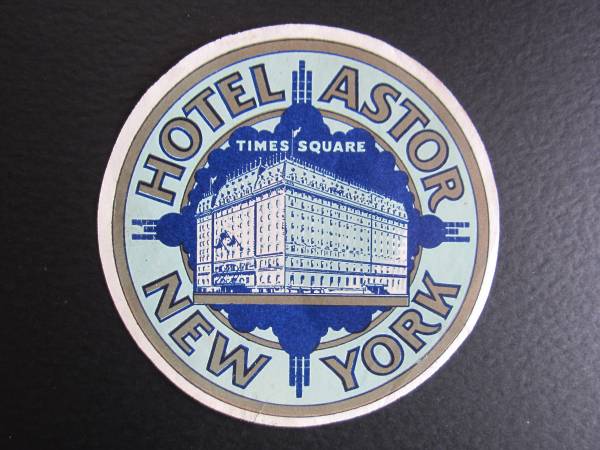 HOTEL ASTOR
TIMES SQUARE
NEW YORK